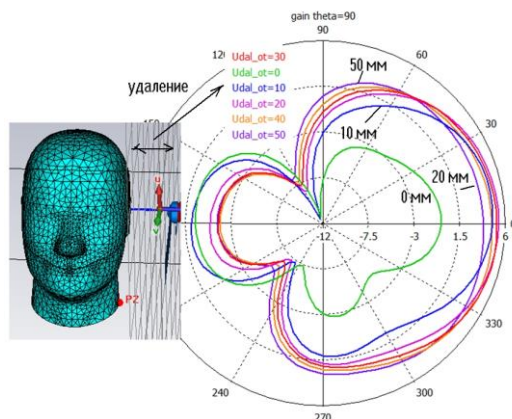 gain theta=90
90
120
60
Udal_ot=30
Udal_ot=0
Udal_ot=10
Udal_ot=20
Udal_ot=40
Udal_ot=50
удаление
50 мм
10 мм
30
20 мм
0 мм
u
v
P2
-12
-7.5
-3
1.5
6
330
240
300
270